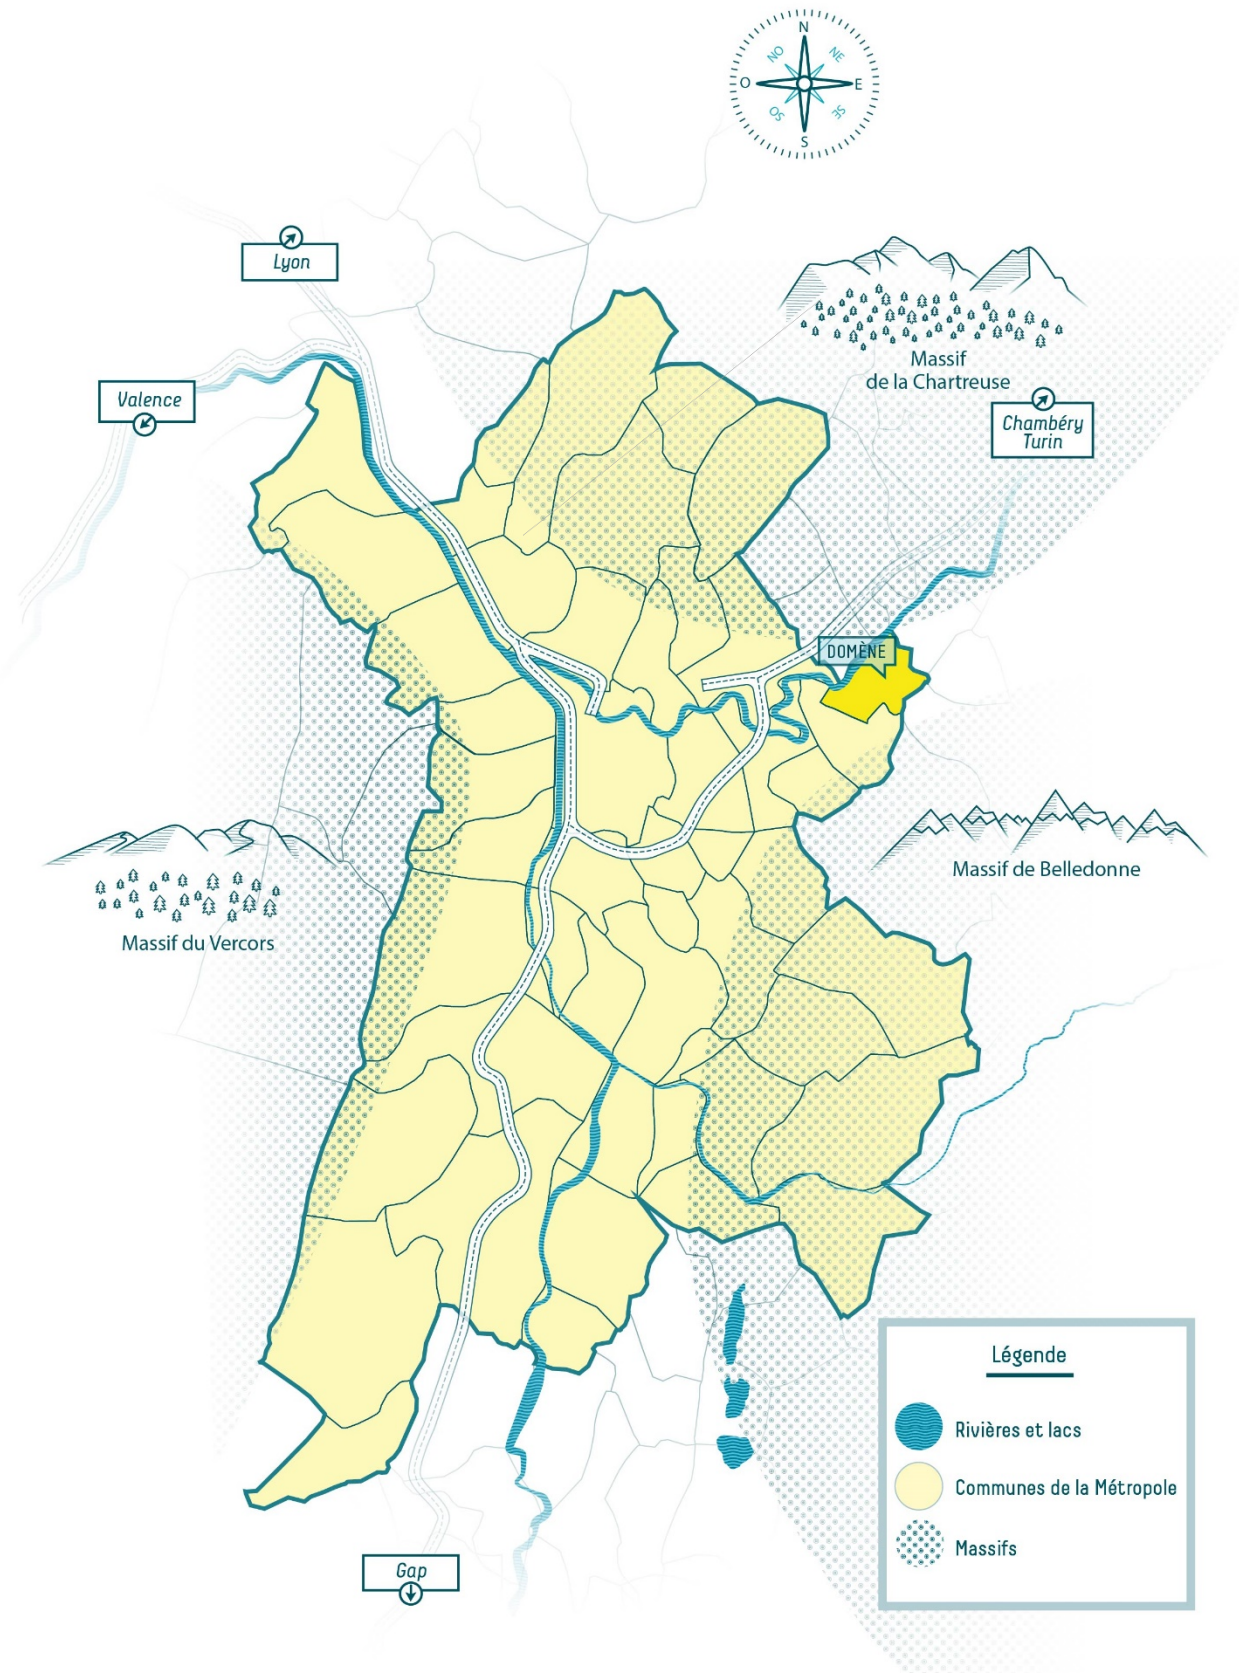 N
NO
NE
O
E
SO
SE
S
Lyon
Valence
Massif
de la Chartreuse
Chambéry
Turin
DOMÈNE
Massif de Belledonne
Massif du Vercors
Légende
Rivières et lacs
Communes de la Métropole
Massifs
Gap